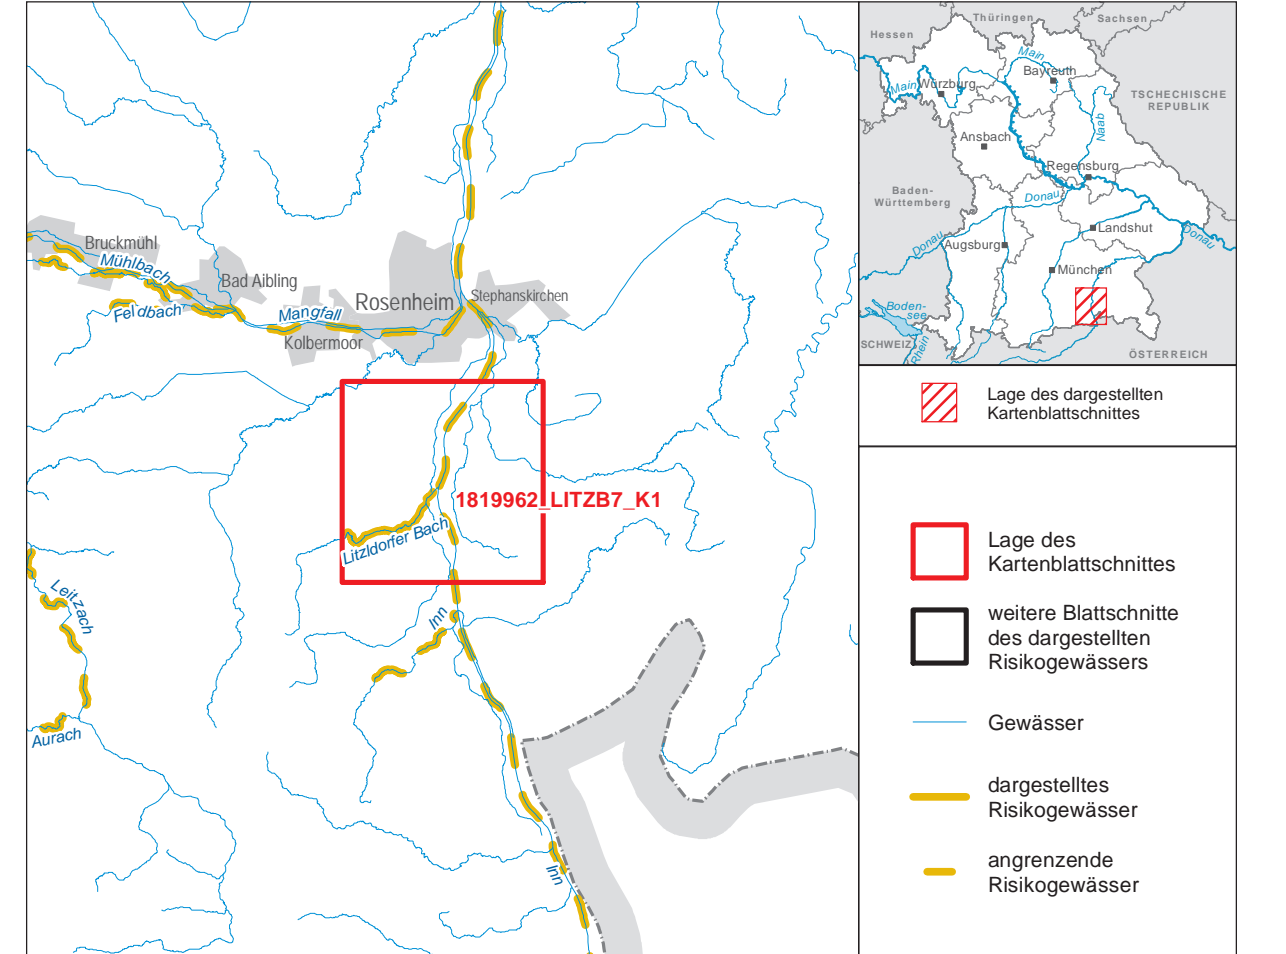 Bruckmühl
Mühlbach
Bad Aibling
Feldbach
Mangfall
Rosenheim
Stephanskirchen
Kolbermoor
1819962_LITZB7_K1
Litzldorfer Bach
Leitzach
Inn
Aurach
Inn
Thüringen
Sachsen
Hessen
Main
Bayreuth
Main
Würzburg
TSCHECHISCHE
REPUBLIK
Naab
Ansbach
Regensburg
Baden-
Württemberg
Donau
Landshut
Donau
Donau
Augsburg
München
Boden-
see
SCHWEIZ
Rhein
ÖSTERREICH
Lage des dargestellten
Kartenblattschnittes
Lage des
Kartenblattschnittes
weitere Blattschnitte
des dargestellten
Risikogewässers
Gewässer
dargestelltes
Risikogewässer
angrenzende
Risikogewässer